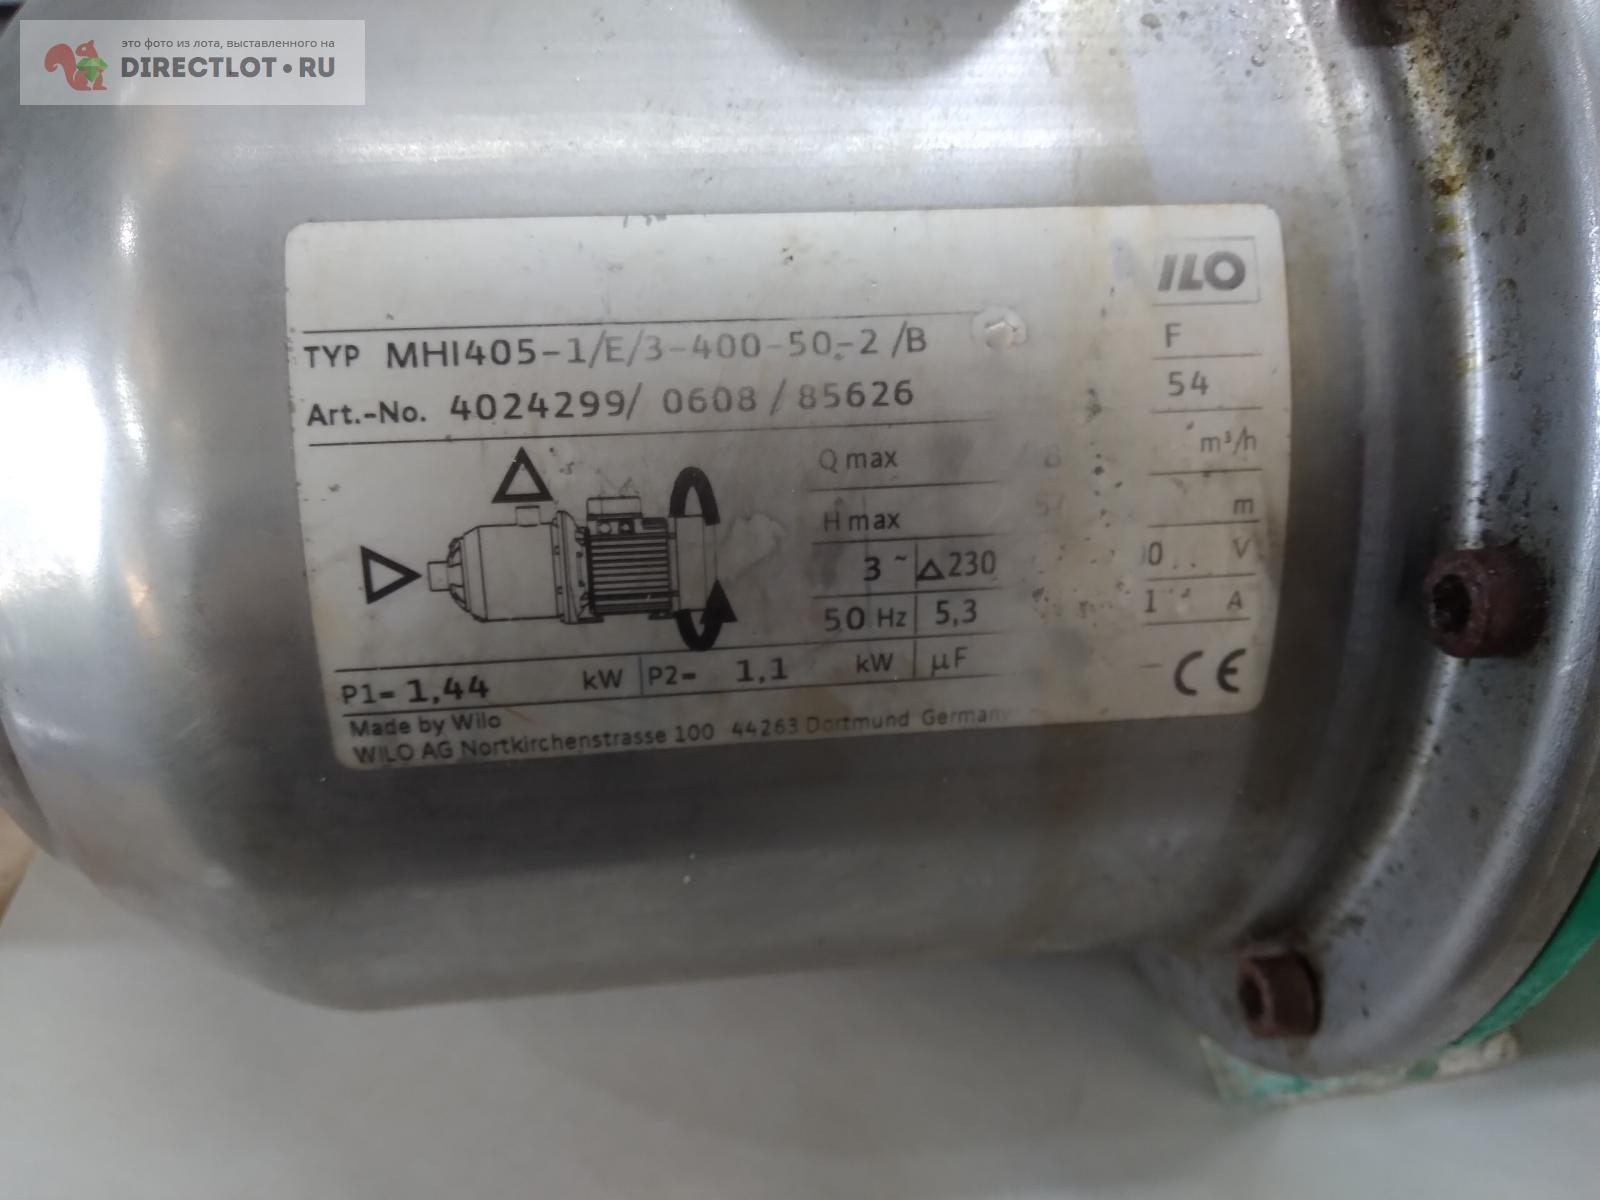 это фото из лота, выставленного на
DIRECTLOT•RU
ILO
TYP MHI405-1/E/3-400-50-2 /B
F
Art.-No. 4024299/ 0608 / 85626
54
Q max 8 m³/h
H max m
3 ~ △230 V
50 Hz 5,3 A
P1= 1,44 kW P2= 1,1 kW µF
CE
Made by Wilo
WILO AG Nortkirchenstrasse 100 44263 Dortmund Germany